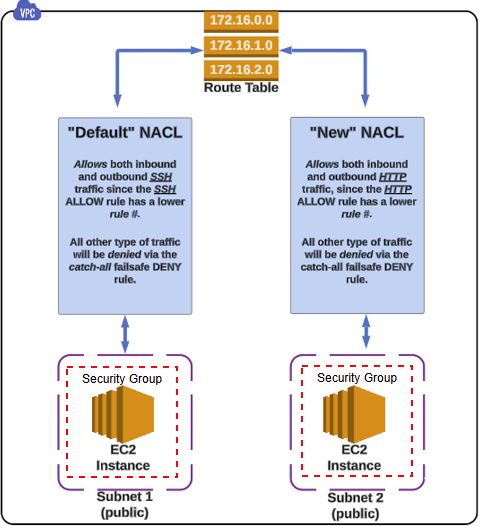 VPC
172.16.0.0
172.16.1.0
172.16.2.0
Route Table
"Default" NACL
Allows both inbound
and outbound SSH
traffic since the SSH
ALLOW rule has a lower
rule #.
All other type of traffic
will be denied via the
catch-all failsafe DENY
rule.
"New" NACL
Allows both inbound
and outbound HTTP
traffic, since the HTTP
ALLOW rule has a lower
rule #.
All other type of traffic
will be denied via the
catch-all failsafe DENY
rule.
Security Group
EC2
Instance
Subnet 1
(public)
Security Group
EC2
Instance
Subnet 2
(public)